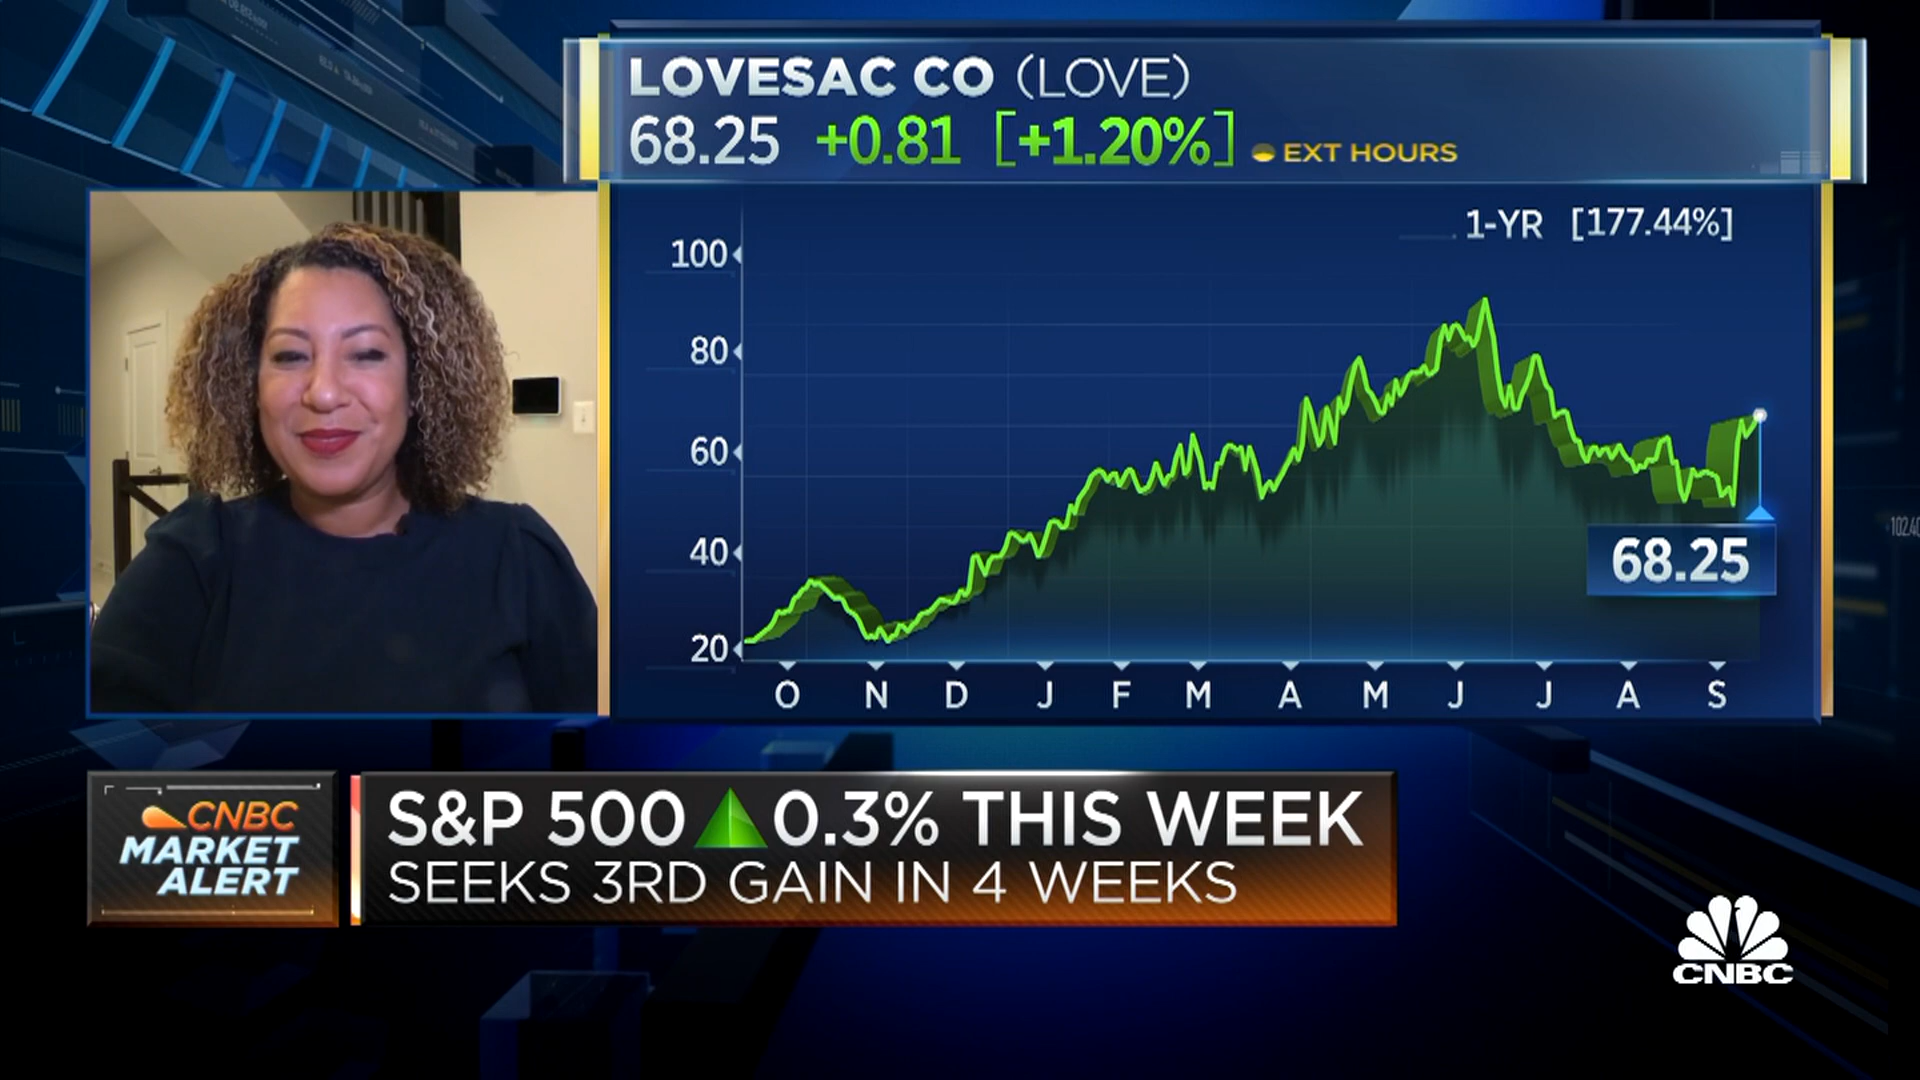 LOVESAC CO (LOVE)
68.25 +0.81 [+1.20%] EXT HOURS
1-YR [177.44%]
100
80
60
40
20
68.25
O N D J F M A M J J A S
CNBC
MARKET
ALERT
S&P 500 0.3% THIS WEEK
SEEKS 3RD GAIN IN 4 WEEKS
CNBC